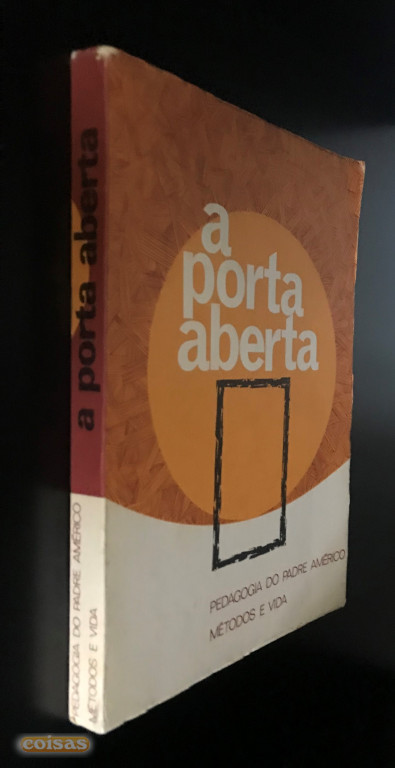 a porta aberta
PEDAGOGIA DO PADRE AMÉRICO
MÉTODOS E VIDA
a
porta
aberta
PEDAGOGIA DO PADRE AMÉRICO
MÉTODOS E VIDA
coisas